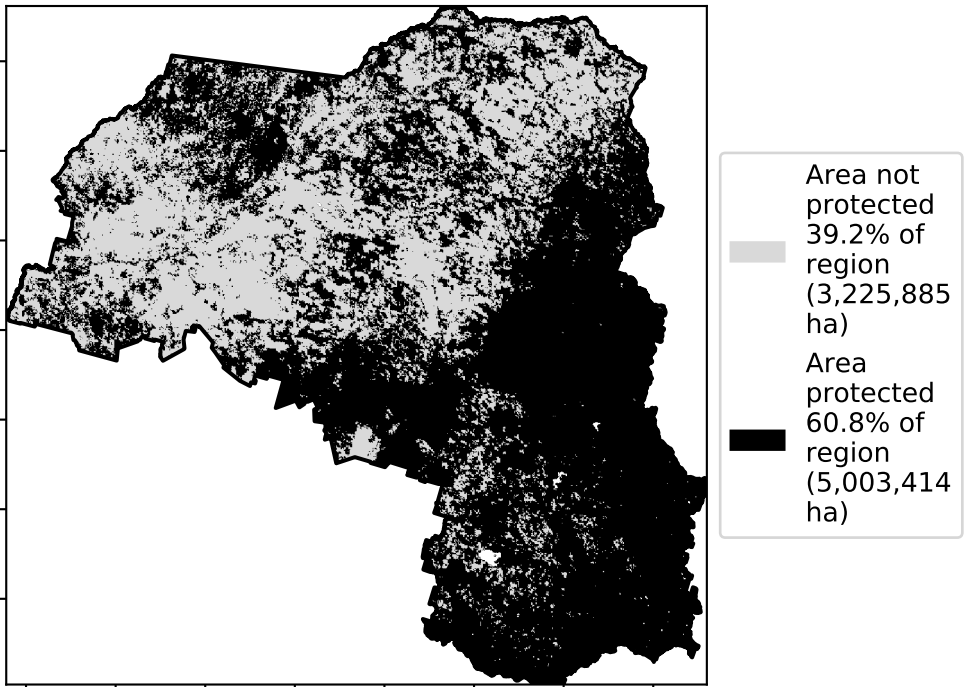 Area not
protected
39.2% of
region
(3,225,885
ha)
Area
protected
60.8% of
region
(5,003,414
ha)